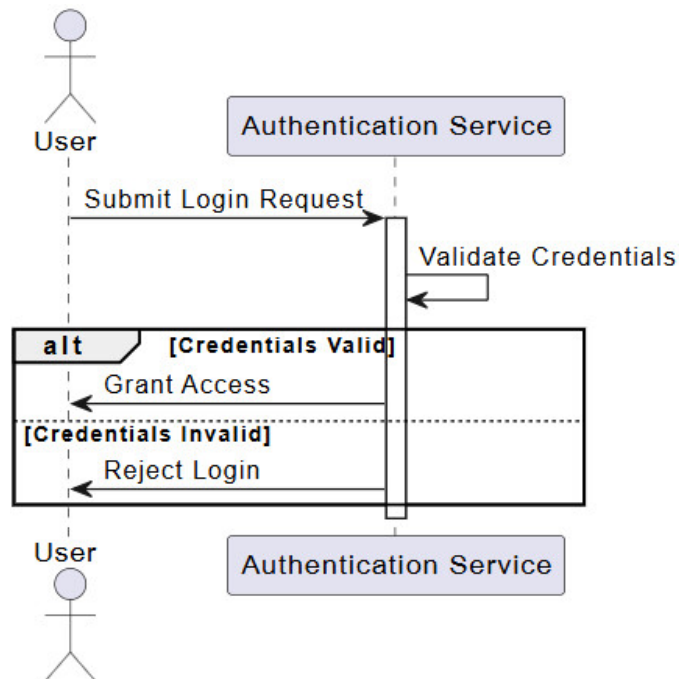 User
Authentication Service
Submit Login Request
Validate Credentials
alt [Credentials Valid]
Grant Access
[Credentials Invalid]
Reject Login
User
Authentication Service